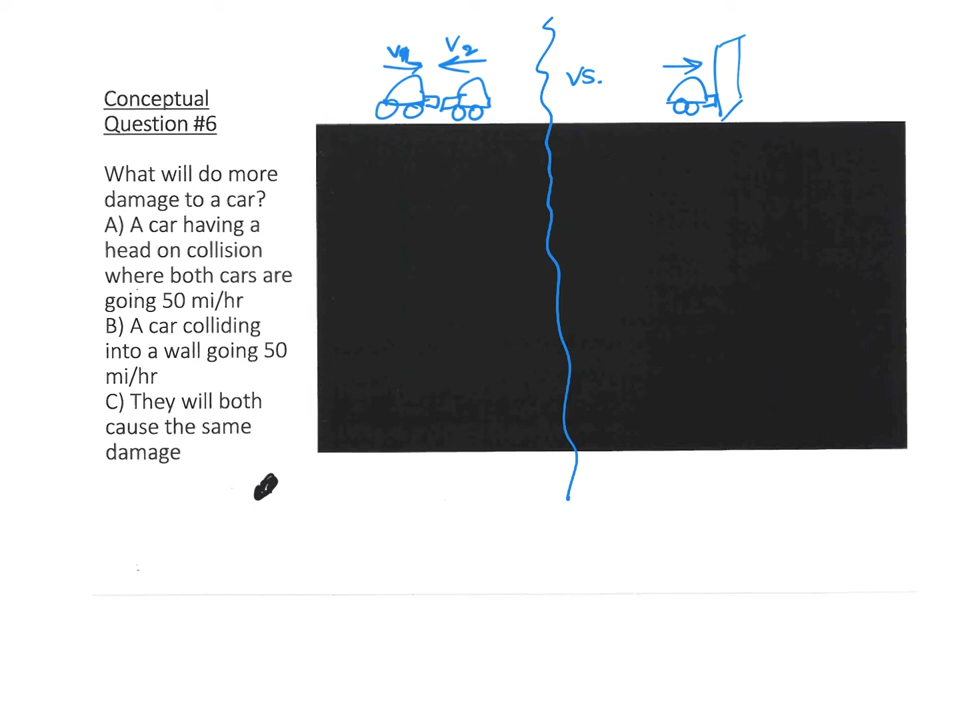 V1 V2
vs.
Conceptual
Question #6
What will do more
damage to a car?
A) A car having a
head on collision
where both cars are
going 50 mi/hr
B) A car colliding
into a wall going 50
mi/hr
C) They will both
cause the same
damage